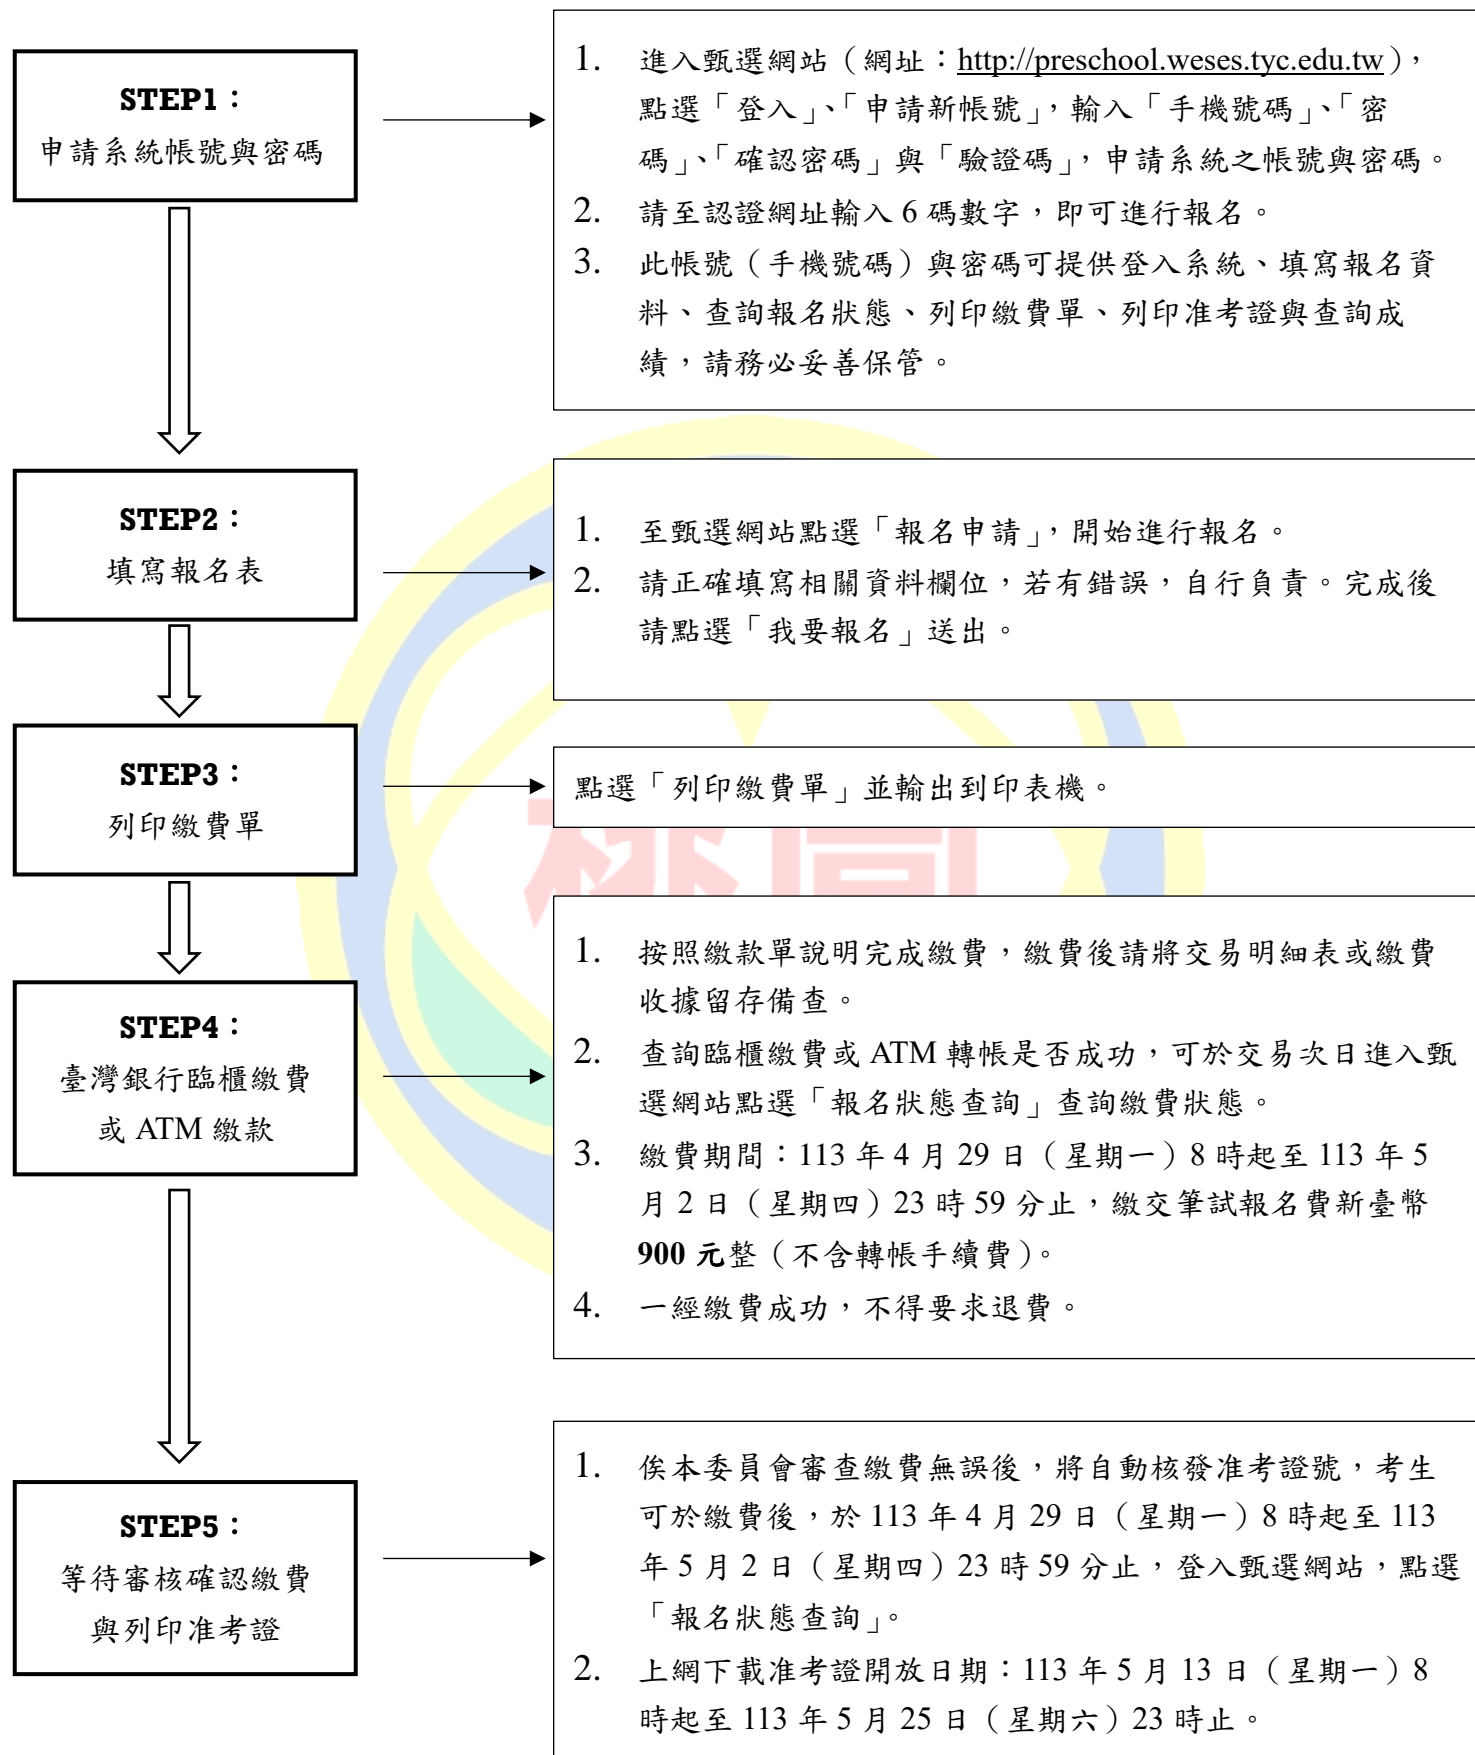 STEP1：
申請系統帳號與密碼
1. 進入甄選網站（網址：http://preschool.weses.tyc.edu.tw），
點選「登入」、「申請新帳號」，輸入「手機號碼」、「密
碼」、「確認密碼」與「驗證碼」，申請系統之帳號與密碼。
2. 請至認證網址輸入 6 碼數字，即可進行報名。
3. 此帳號（手機號碼）與密碼可提供登入系統、填寫報名資
料、查詢報名狀態、列印繳費單、列印准考證與查詢成
績，請務必妥善保管。
STEP2：
填寫報名表
1. 至甄選網站點選「報名申請」，開始進行報名。
2. 請正確填寫相關資料欄位，若有錯誤，自行負責。完成後
請點選「我要報名」送出。
STEP3：
列印繳費單
點選「列印繳費單」並輸出到印表機。
桃園
STEP4：
臺灣銀行臨櫃繳費
或 ATM 繳款
1. 按照繳款單說明完成繳費，繳費後請將交易明細表或繳費
收據留存備查。
2. 查詢臨櫃繳費或 ATM 轉帳是否成功，可於交易次日進入甄
選網站點選「報名狀態查詢」查詢繳費狀態。
3. 繳費期間：113 年 4 月 29 日（星期一）8 時起至 113 年 5
月 2 日（星期四）23 時 59 分止，繳交筆試報名費新臺幣
900 元整（不含轉帳手續費）。
4. 一經繳費成功，不得要求退費。
STEP5：
等待審核確認繳費
與列印准考證
1. 俟本委員會審查繳費無誤後，將自動核發准考證號，考生
可於繳費後，於 113 年 4 月 29 日（星期一）8 時起至 113
年 5 月 2 日（星期四）23 時 59 分止，登入甄選網站，點選
「報名狀態查詢」。
2. 上網下載准考證開放日期：113 年 5 月 13 日（星期一）8
時起至 113 年 5 月 25 日（星期六）23 時止。